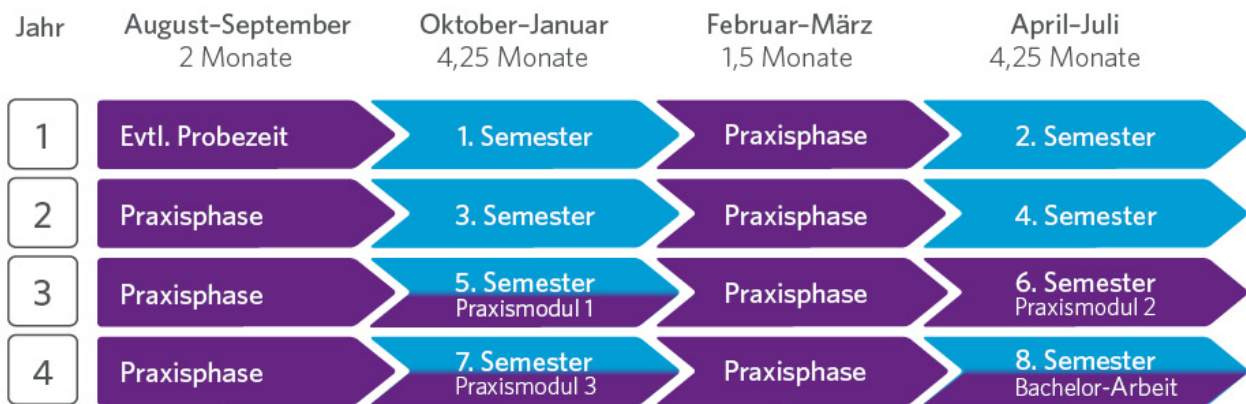 Jahr
August–September
2 Monate
Oktober–Januar
4,25 Monate
Februar–März
1,5 Monate
April–Juli
4,25 Monate
1
Evtl. Probezeit
1. Semester
Praxisphase
2. Semester
2
Praxisphase
3. Semester
Praxisphase
4. Semester
3
Praxisphase
5. Semester
Praxismodul 1
Praxisphase
6. Semester
Praxismodul 2
4
Praxisphase
7. Semester
Praxismodul 3
Praxisphase
8. Semester
Bachelor-Arbeit